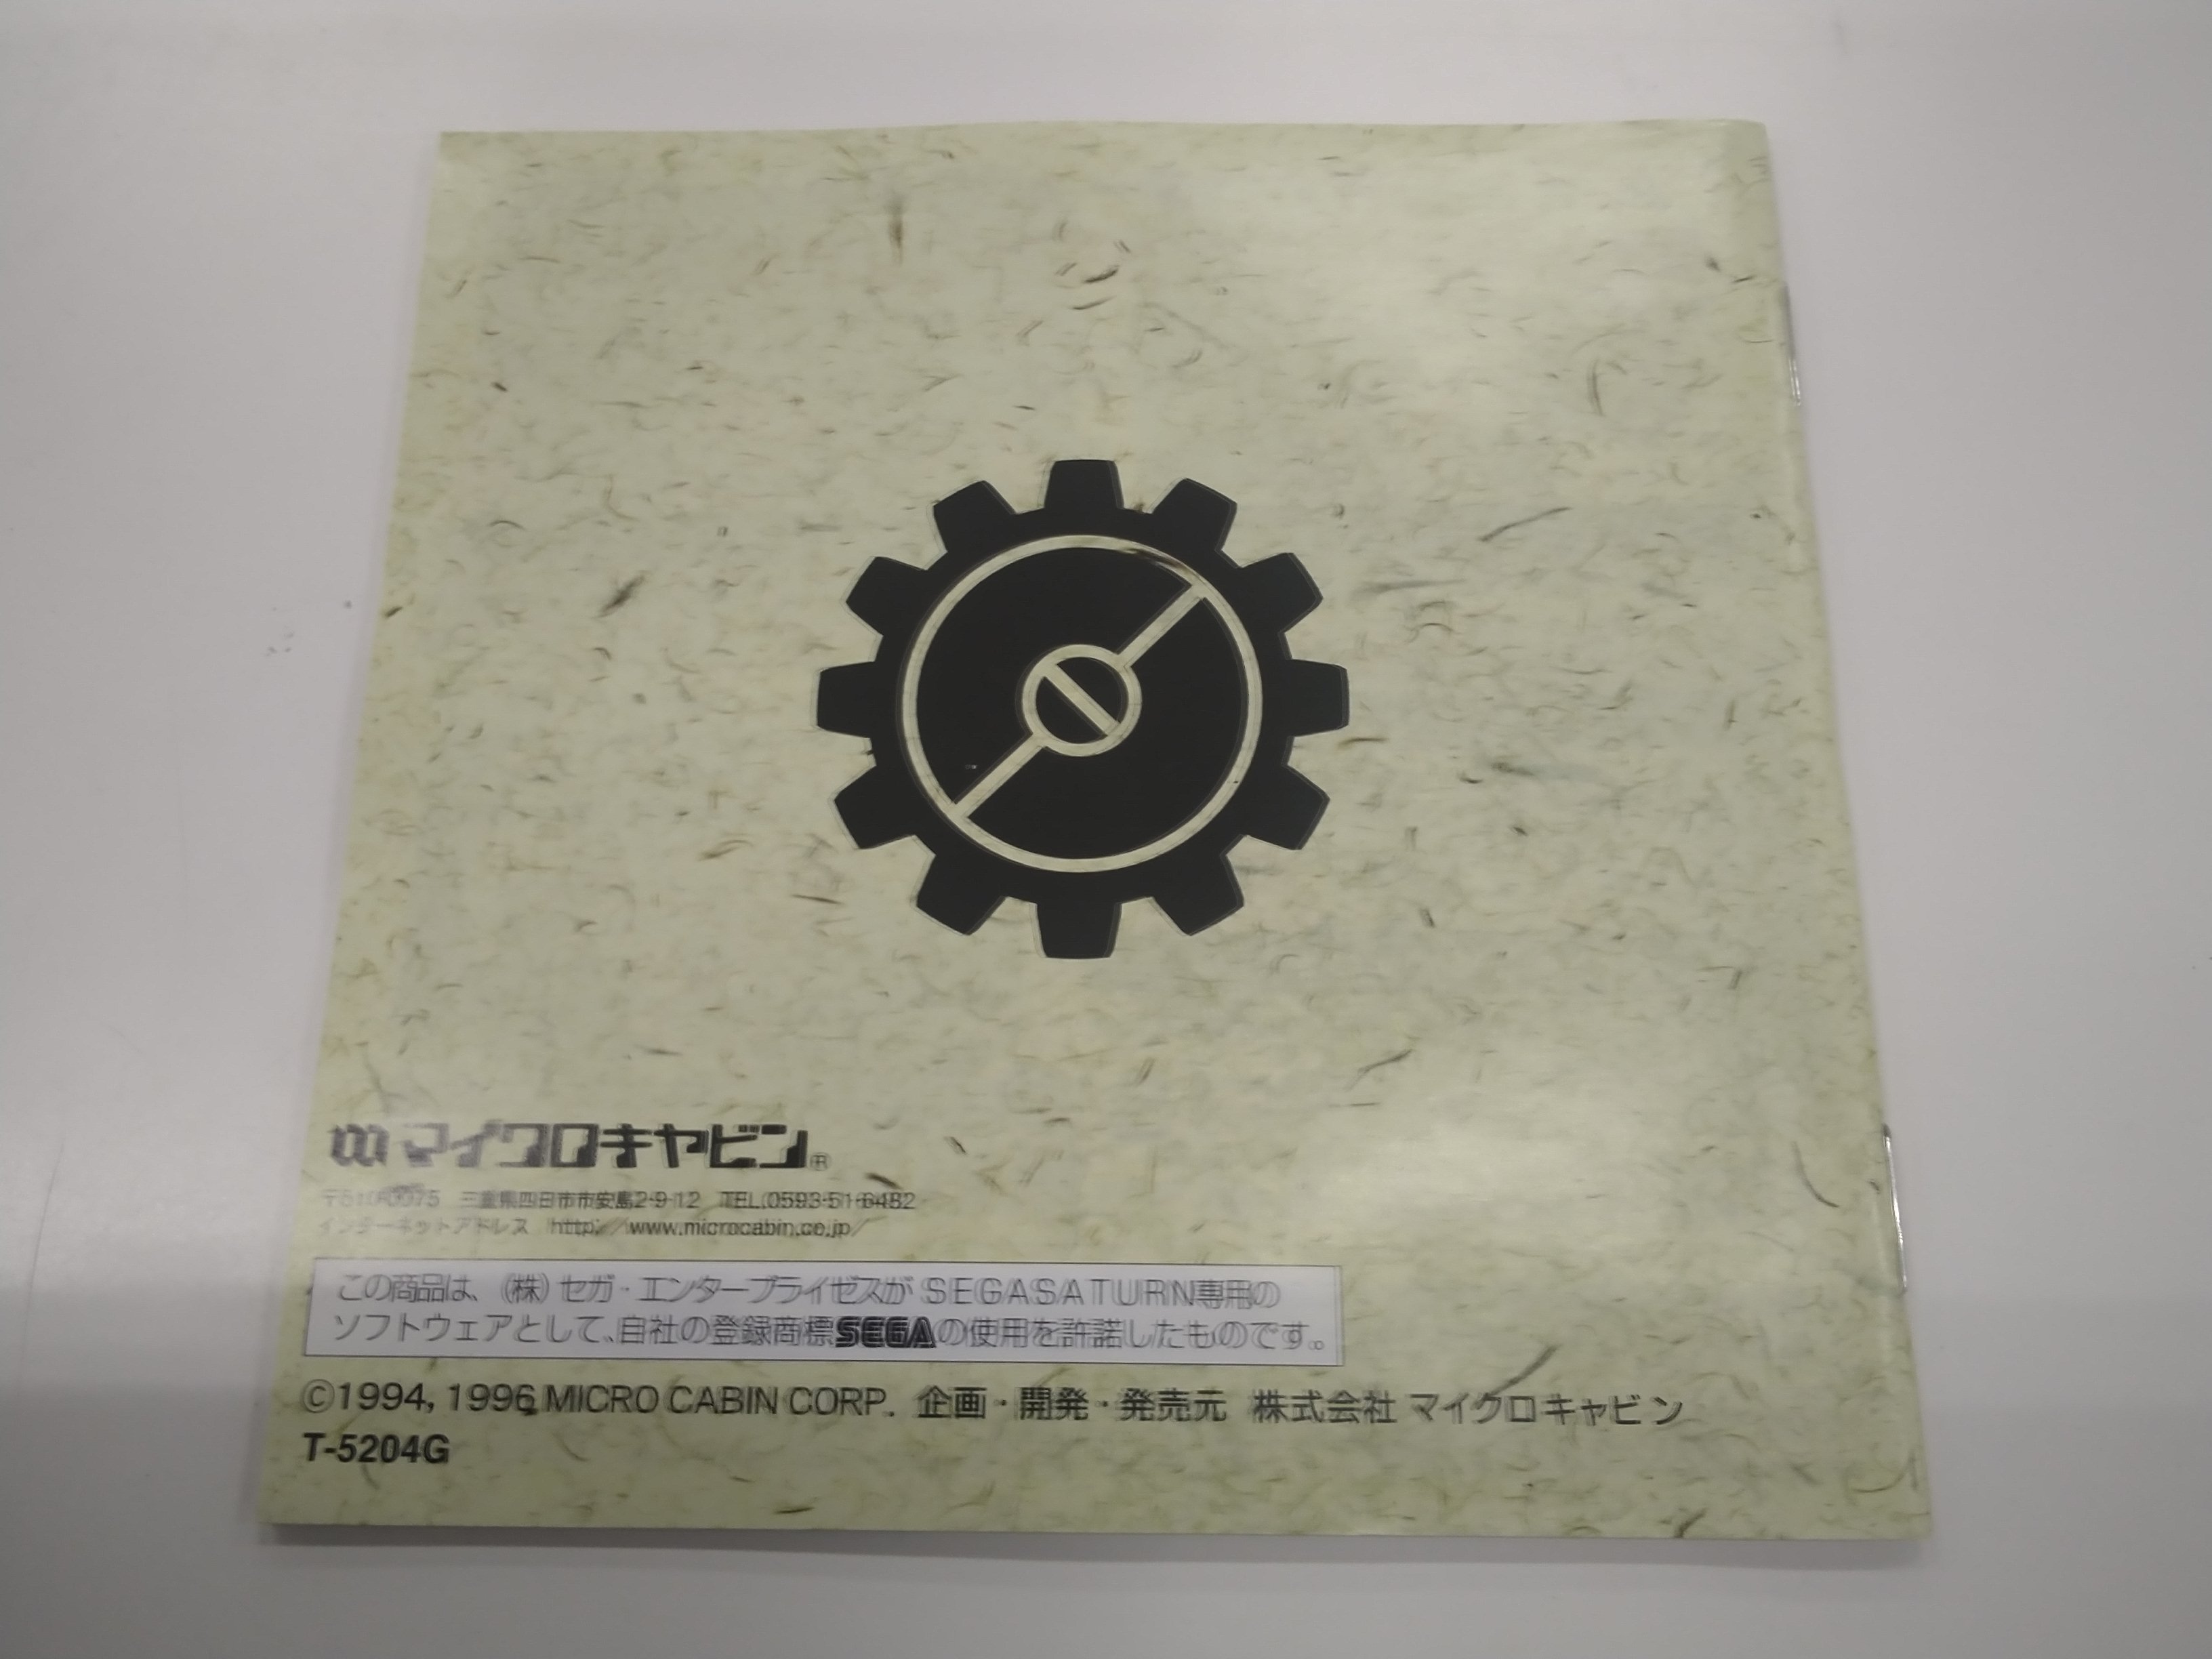 マイクロキャビン®
〒510-0075 三重県四日市市安島2-9-12 TEL.0593-51-6482
インターネットアドレス http://www.microcabin.co.jp/
この商品は、(株)セガ・エンタープライゼスが SEGASATURN専用の
ソフトウェアとして、自社の登録商標SEGAの使用を許諾したものです。
©1994, 1996 MICRO CABIN CORP. 企画・開発・発売元 株式会社 マイクロキャビン
T-5204G